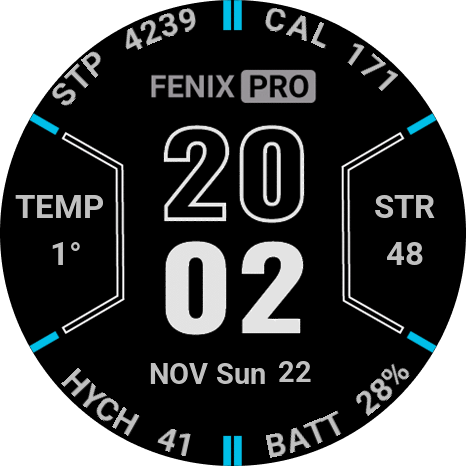 STP 4239
CAL 171
FENIX PRO
20
TEMP
1°
STR
48
02
NOV Sun 22
HYCH 41
BATT 28%